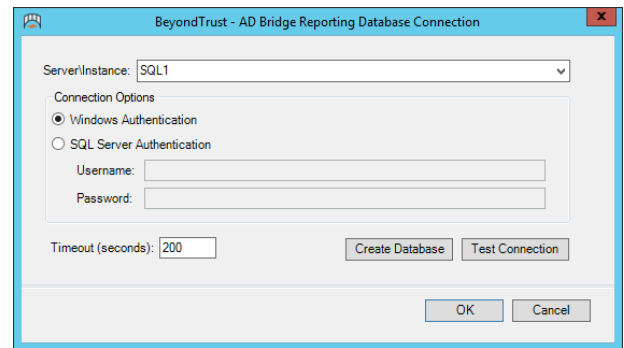 BeyondTrust - AD Bridge Reporting Database Connection
x
Server\Instance: SQL1
Connection Options
Windows Authentication
SQL Server Authentication
Username:
Password:
Timeout (seconds): 200 Create Database Test Connection
OK Cancel